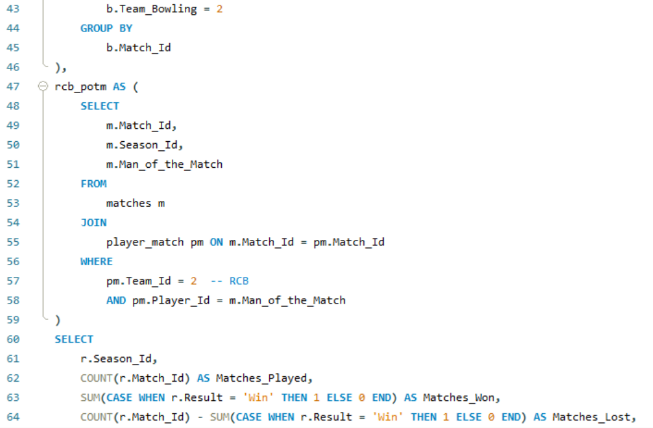 43 b.Team_Bowling = 2
44 GROUP BY
45 b.Match_Id
46 ),
47 rcb_potm AS (
48 SELECT
49 m.Match_Id,
50 m.Season_Id,
51 m.Man_of_the_Match
52 FROM
53 matches m
54 JOIN
55 player_match pm ON m.Match_Id = pm.Match_Id
56 WHERE
57 pm.Team_Id = 2 -- RCB
58 AND pm.Player_Id = m.Man_of_the_Match
59 )
60 SELECT
61 r.Season_Id,
62 COUNT(r.Match_Id) AS Matches_Played,
63 SUM(CASE WHEN r.Result = 'Win' THEN 1 ELSE 0 END) AS Matches_Won,
64 COUNT(r.Match_Id) - SUM(CASE WHEN r.Result = 'Win' THEN 1 ELSE 0 END) AS Matches_Lost,